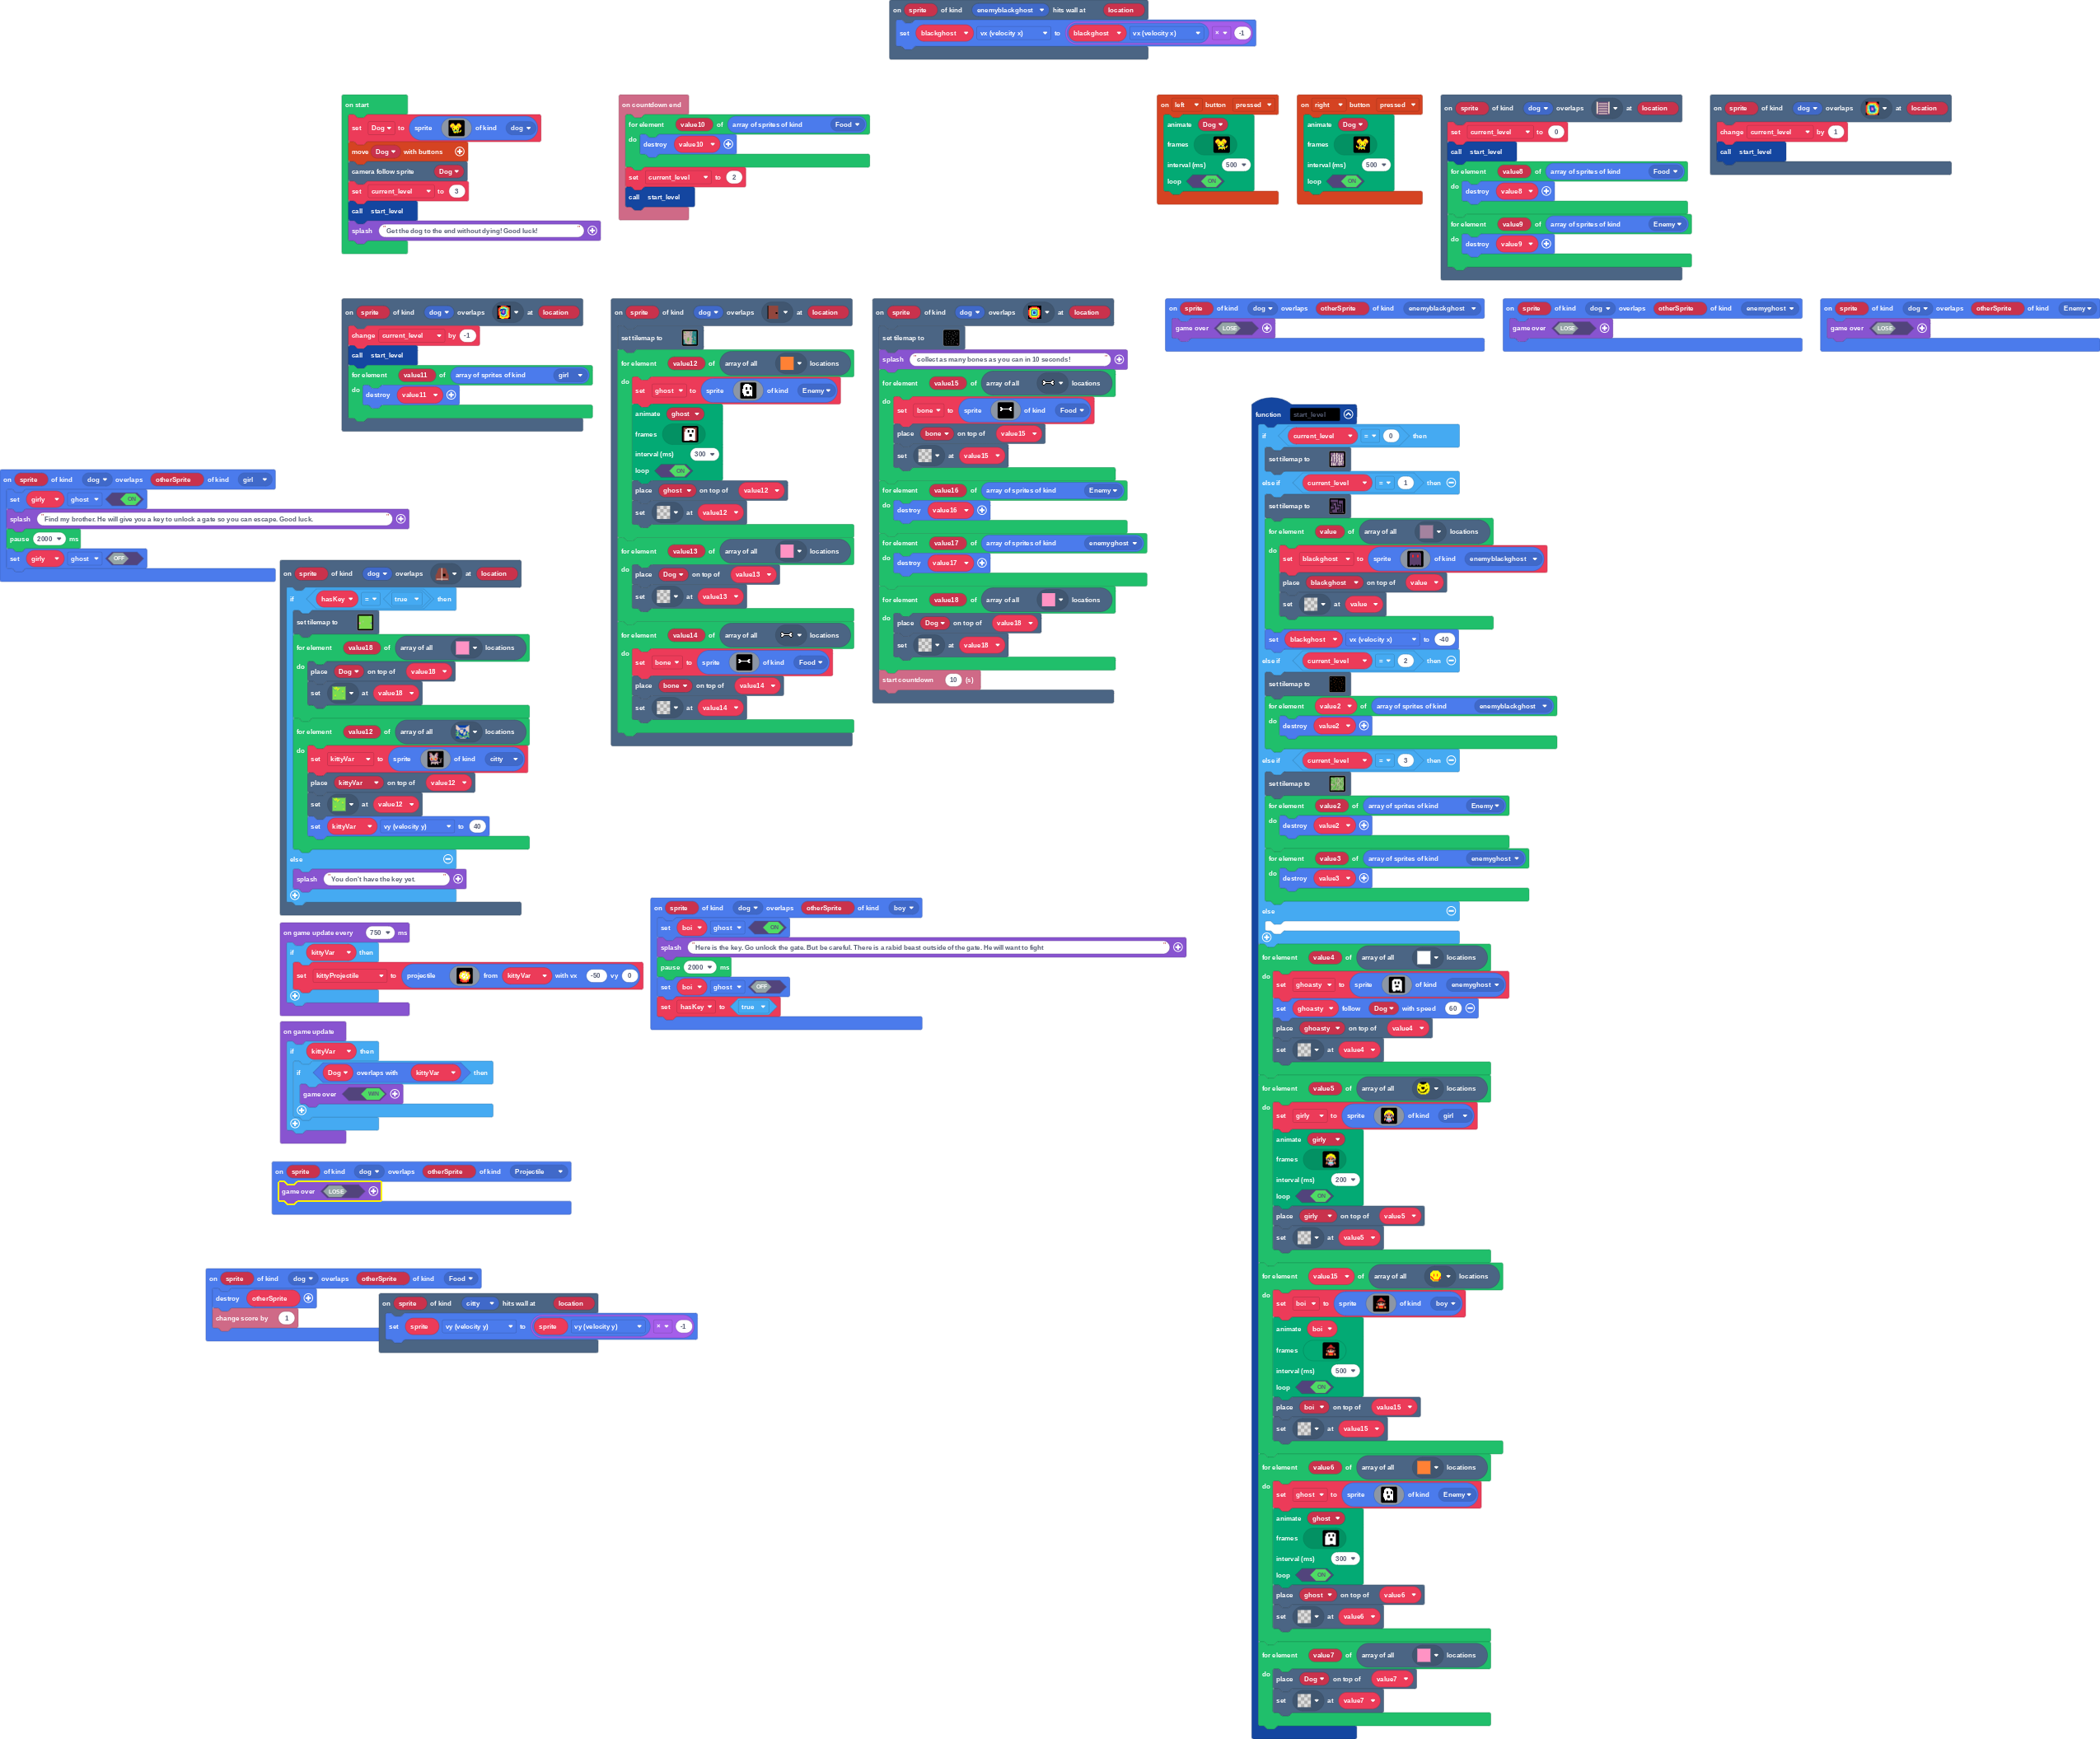 on sprite of kind enemyblackghost hits wall at location
set blackghost vx (velocity x) to blackghost vx (velocity x) × -1
on start
set Dog to sprite of kind dog
move Dog with buttons
camera follow sprite Dog
set current_level to 3
call start_level
splash "Get the dog to the end without dying! Good luck!"
on countdown end
for element value10 of array of sprites of kind Food
do destroy value10
set current_level to 2
call start_level
on left button pressed
animate Dog
frames
interval (ms) 500
loop ON
on right button pressed
animate Dog
frames
interval (ms) 500
loop ON
on sprite of kind dog overlaps at location
set current_level to 0
call start_level
for element value8 of array of sprites of kind Food
do destroy value8
for element value9 of array of sprites of kind Enemy
do destroy value9
on sprite of kind dog overlaps at location
change current_level by 1
call start_level
on sprite of kind dog overlaps at location
change current_level by -1
call start_level
for element value11 of array of sprites of kind girl
do destroy value11
on sprite of kind dog overlaps at location
set tilemap to
for element value12 of array of all locations
do set ghost to sprite of kind Enemy
animate ghost
frames
interval (ms) 300
loop ON
place ghost on top of value12
set at value12
for element value13 of array of all locations
do place Dog on top of value13
set at value13
for element value14 of array of all locations
do set bone to sprite of kind Food
place bone on top of value14
set at value14
on sprite of kind dog overlaps at location
set tilemap to
splash "collect as many bones as you can in 10 seconds!"
for element value15 of array of all locations
do set bone to sprite of kind Food
place bone on top of value15
set at value15
for element value16 of array of sprites of kind Enemy
do destroy value16
for element value17 of array of sprites of kind enemyghost
do destroy value17
for element value18 of array of all locations
do place Dog on top of value18
set at value18
start countdown 10 (s)
on sprite of kind dog overlaps otherSprite of kind enemyblackghost
game over LOSE
on sprite of kind dog overlaps otherSprite of kind enemyghost
game over LOSE
on sprite of kind dog overlaps otherSprite of kind Enemy
game over LOSE
on sprite of kind dog overlaps otherSprite of kind girl
set girly ghost ON
splash "Find my brother. He will give you a key to unlock a gate so you can escape. Good luck."
pause 2000 ms
set girly ghost OFF
on sprite of kind dog overlaps at location
if hasKey = true then
set tilemap to
for element value18 of array of all locations
do place Dog on top of value18
set at value18
for element value12 of array of all locations
do set kittyVar to sprite of kind citty
place kittyVar on top of value12
set at value12
set kittyVar vy (velocity y) to 40
else
splash "You don't have the key yet."
on game update every 750 ms
if kittyVar then
set kittyProjectile to projectile from kittyVar with vx -50 vy 0
on game update
if kittyVar then
if Dog overlaps with kittyVar then
game over WIN
on sprite of kind dog overlaps otherSprite of kind Projectile
game over LOSE
on sprite of kind dog overlaps otherSprite of kind Food
destroy otherSprite
change score by 1
on sprite of kind citty hits wall at location
set sprite vy (velocity y) to sprite vy (velocity y) × -1
on sprite of kind dog overlaps otherSprite of kind boy
set boi ghost ON
splash "Here is the key. Go unlock the gate. But be careful. There is a rabid beast outside of the gate. He will want to fight "
pause 2000 ms
set boi ghost OFF
set hasKey to true
function start_level
if current_level = 0 then
set tilemap to
else if current_level = 1 then
set tilemap to
for element value of array of all locations
do set blackghost to sprite of kind enemyblackghost
place blackghost on top of value
set at value
set blackghost vx (velocity x) to -40
else if current_level = 2 then
set tilemap to
for element value2 of array of sprites of kind enemyblackghost
do destroy value2
else if current_level = 3 then
set tilemap to
for element value2 of array of sprites of kind Enemy
do destroy value2
for element value3 of array of sprites of kind enemyghost
do destroy value3
else
for element value4 of array of all locations
do set ghoasty to sprite of kind enemyghost
set ghoasty follow Dog with speed 60
place ghoasty on top of value4
set at value4
for element value5 of array of all locations
do set girly to sprite of kind girl
animate girly
frames
interval (ms) 200
loop ON
place girly on top of value5
set at value5
for element value15 of array of all locations
do set boi to sprite of kind boy
animate boi
frames
interval (ms) 500
loop ON
place boi on top of value15
set at value15
for element value6 of array of all locations
do set ghost to sprite of kind Enemy
animate ghost
frames
interval (ms) 300
loop ON
place ghost on top of value6
set at value6
for element value7 of array of all locations
do place Dog on top of value7
set at value7